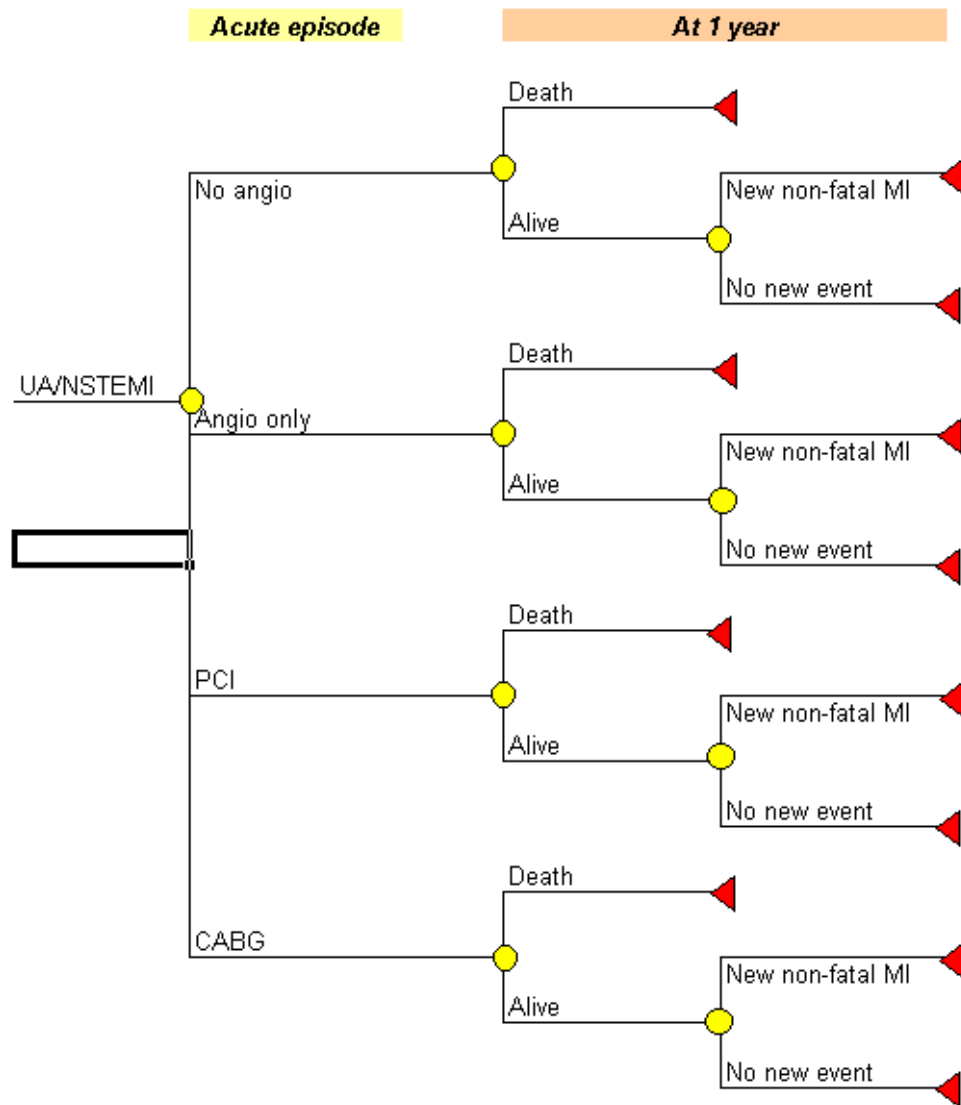 Acute episode
At 1 year
Death
No angio
New non-fatal MI
Alive
No new event
Death
UA/NSTEMI
Angio only
New non-fatal MI
Alive
No new event
Death
PCI
New non-fatal MI
Alive
No new event
Death
CABG
New non-fatal MI
Alive
No new event